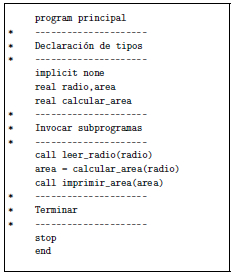 program principal
* ---------------------
* Declaración de tipos
* ---------------------
implicit none
real radio,area
real calcular_area
* ---------------------
* Invocar subprogramas
* ---------------------
call leer_radio(radio)
area = calcular_area(radio)
call imprimir_area(area)
* ---------------------
* Terminar
* ---------------------
stop
end